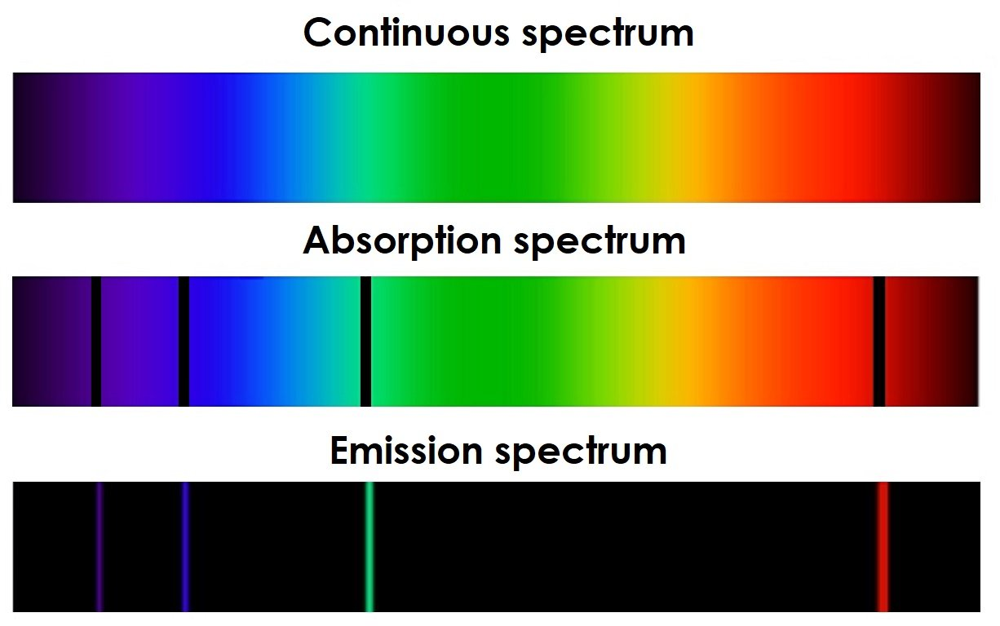 Continuous spectrum
Absorption spectrum
Emission spectrum